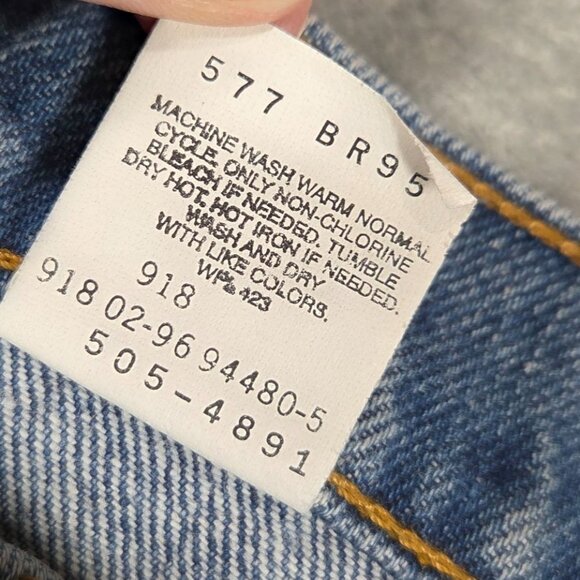 577 BR95
MACHINE WASH WARM NORMAL
CYCLE. ONLY NON-CHLORINE
BLEACH IF NEEDED. TUMBLE
DRY HOT. HOT IRON IF NEEDED.
WASH AND DRY
WITH LIKE COLORS.
WPL 423
918
918 02-96 94480-5
505-4891